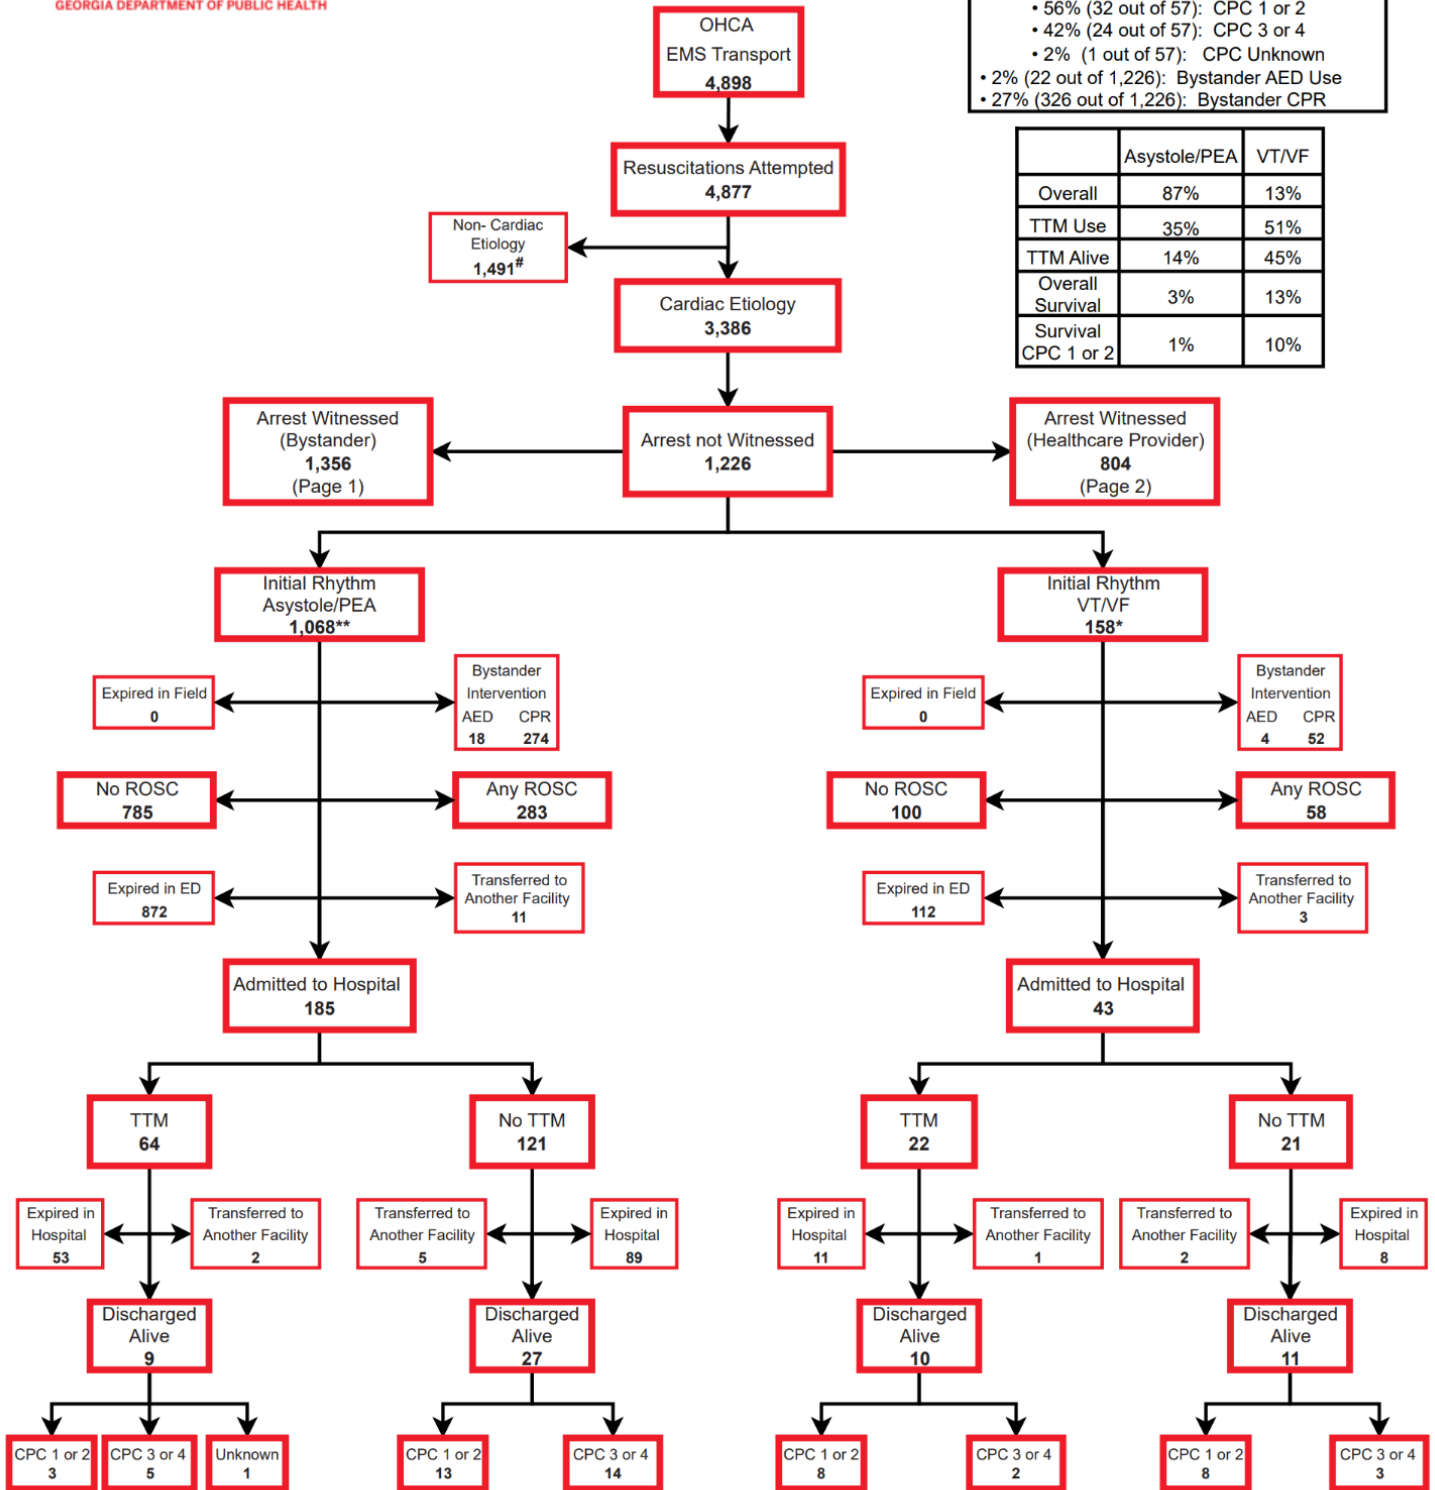 GEORGIA DEPARTMENT OF PUBLIC HEALTH
• 56% (32 out of 57): CPC 1 or 2
• 42% (24 out of 57): CPC 3 or 4
• 2% (1 out of 57): CPC Unknown
• 2% (22 out of 1,226): Bystander AED Use
• 27% (326 out of 1,226): Bystander CPR
OHCA
EMS Transport
4,898
Asystole/PEA VT/VF
Overall 87% 13%
TTM Use 35% 51%
TTM Alive 14% 45%
Overall
Survival 3% 13%
Survival
CPC 1 or 2 1% 10%
Resuscitations Attempted
4,877
Non- Cardiac
Etiology
1,491#
Cardiac Etiology
3,386
Arrest Witnessed
(Bystander)
1,356
(Page 1)
Arrest not Witnessed
1,226
Arrest Witnessed
(Healthcare Provider)
804
(Page 2)
Initial Rhythm
Asystole/PEA
1,068**
Expired in Field
0
Bystander
Intervention
AED CPR
18 274
No ROSC
785
Any ROSC
283
Expired in ED
872
Transferred to
Another Facility
11
Admitted to Hospital
185
Initial Rhythm
VT/VF
158*
Expired in Field
0
Bystander
Intervention
AED CPR
4 52
No ROSC
100
Any ROSC
58
Expired in ED
112
Transferred to
Another Facility
3
Admitted to Hospital
43
TTM
64
Expired in
Hospital
53
Transferred to
Another Facility
2
Discharged
Alive
9
CPC 1 or 2
3
CPC 3 or 4
5
Unknown
1
No TTM
121
Transferred to
Another Facility
5
Expired in
Hospital
89
Discharged
Alive
27
CPC 1 or 2
13
CPC 3 or 4
14
TTM
22
Expired in
Hospital
11
Transferred to
Another Facility
1
Discharged
Alive
10
CPC 1 or 2
8
CPC 3 or 4
2
No TTM
21
Transferred to
Another Facility
2
Expired in
Hospital
8
Discharged
Alive
11
CPC 1 or 2
8
CPC 3 or 4
3